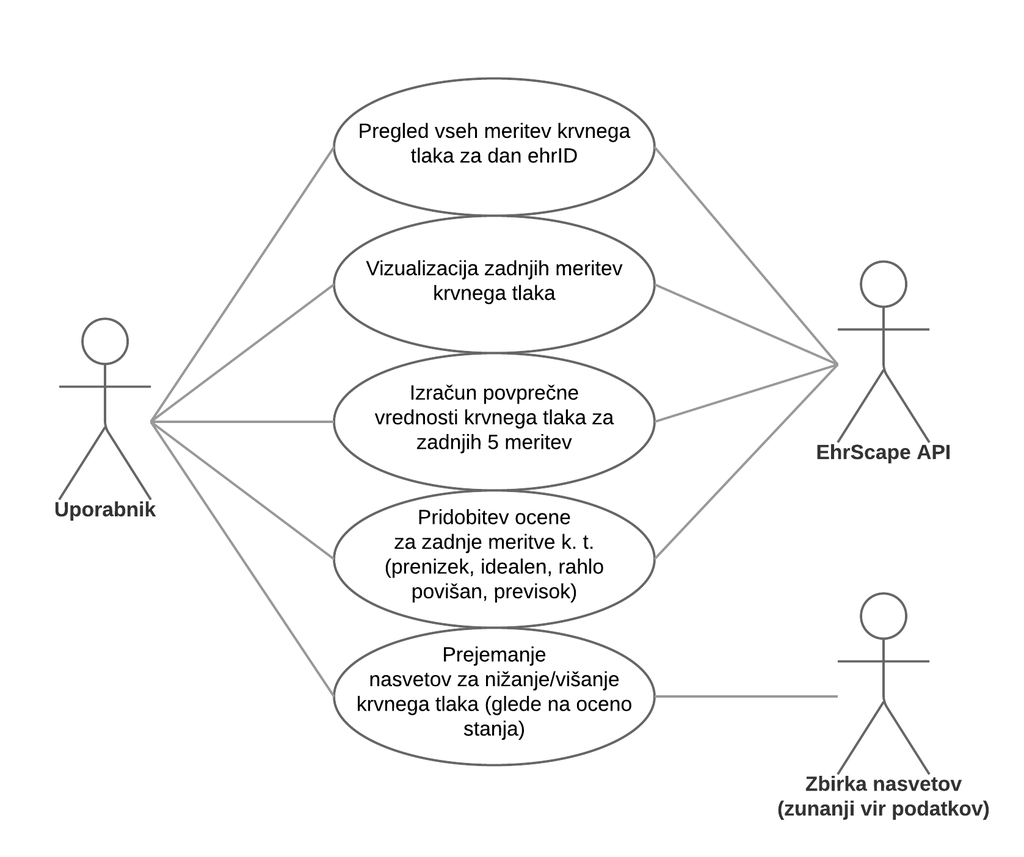 Pregled vseh meritev krvnega
tlaka za dan ehrID
Vizualizacija zadnjih meritev
krvnega tlaka
Izračun povprečne
vrednosti krvnega tlaka za
zadnjih 5 meritev
Pridobitev ocene
za zadnje meritve k. t.
(prenizek, idealen, rahlo
povišan, previsok)
Prejemanje
nasvetov za nižanje/višanje
krvnega tlaka (glede na oceno
stanja)
Uporabnik
EhrScape API
Zbirka nasvetov
(zunanji vir podatkov)